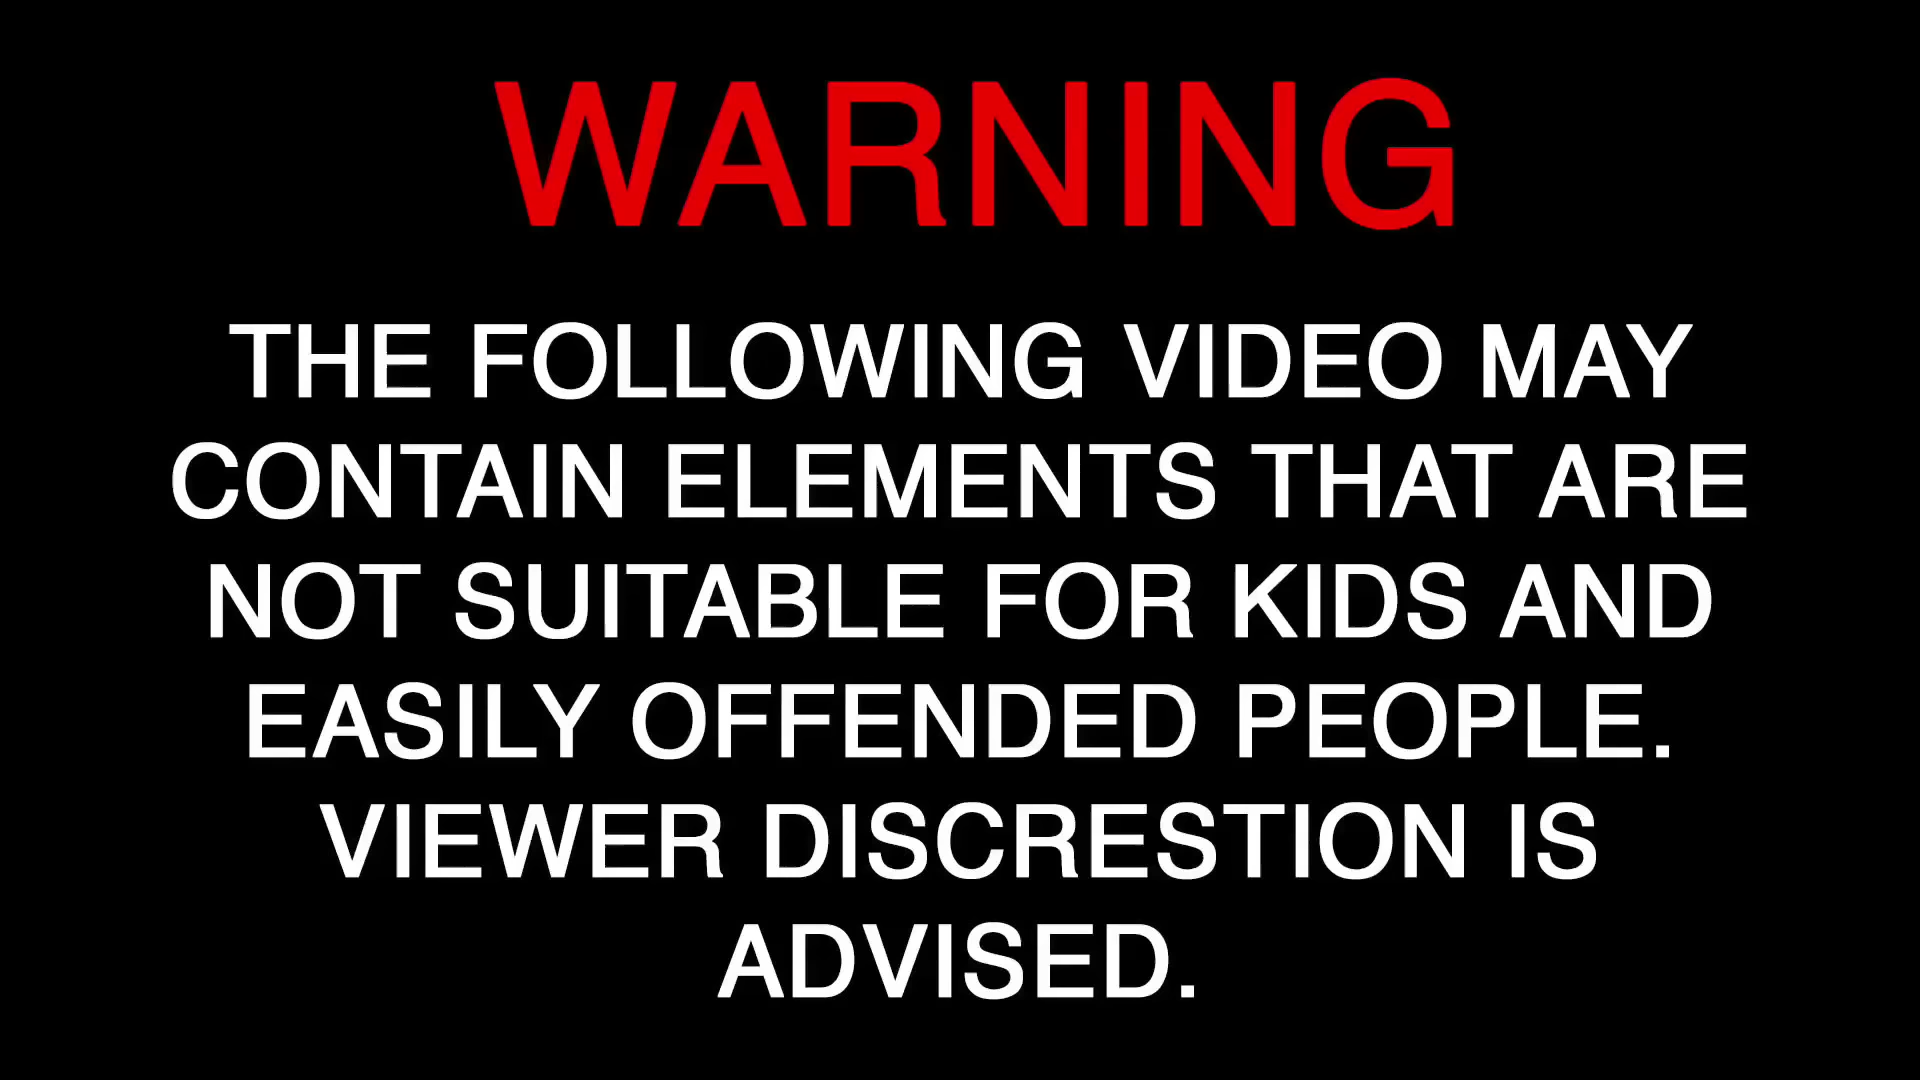 WARNING
THE FOLLOWING VIDEO MAY
CONTAIN ELEMENTS THAT ARE
NOT SUITABLE FOR KIDS AND
EASILY OFFENDED PEOPLE.
VIEWER DISCRESTION IS
ADVISED.